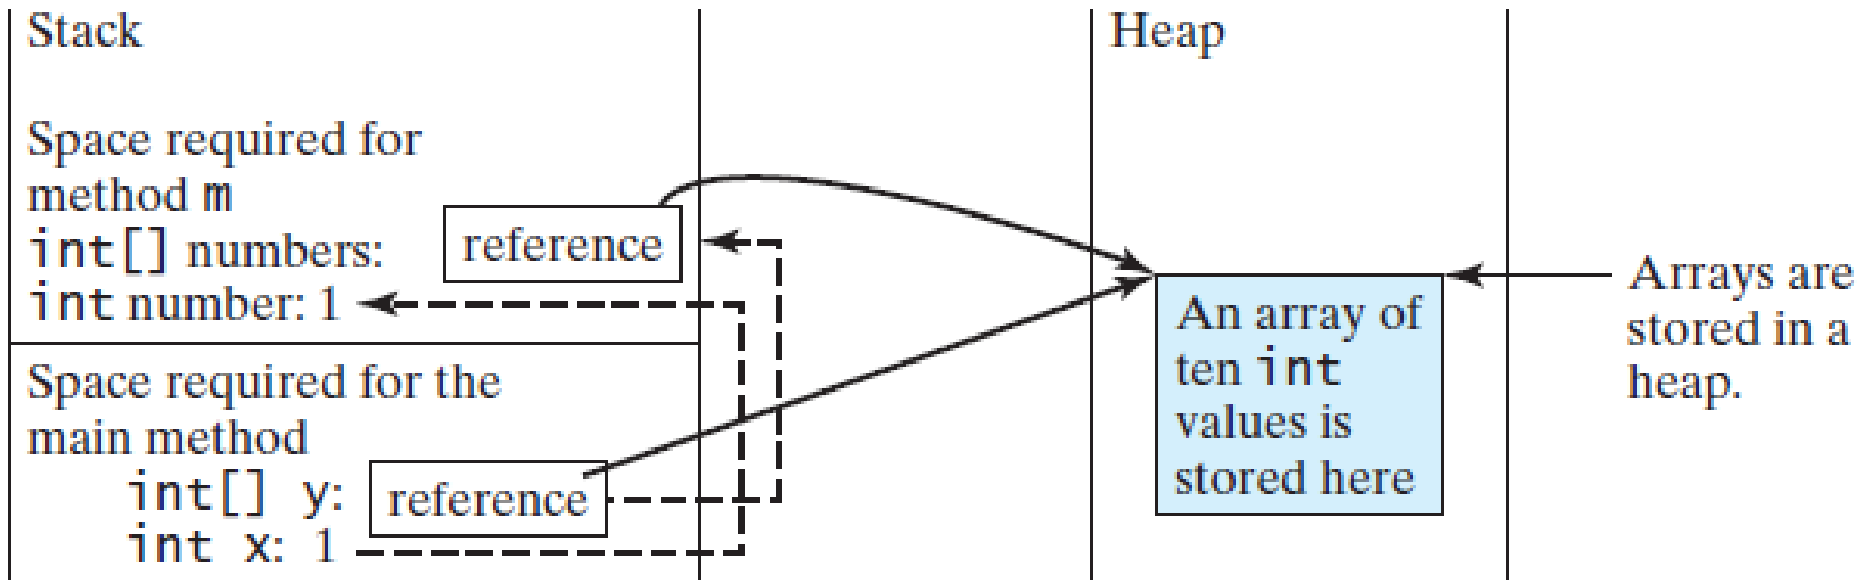 Stack
Space required for
method m
int[] numbers:
reference
int number: 1
Space required for the
main method
int[] y:
reference
int x: 1
Heap
An array of
ten int
values is
stored here
Arrays are
stored in a
heap.